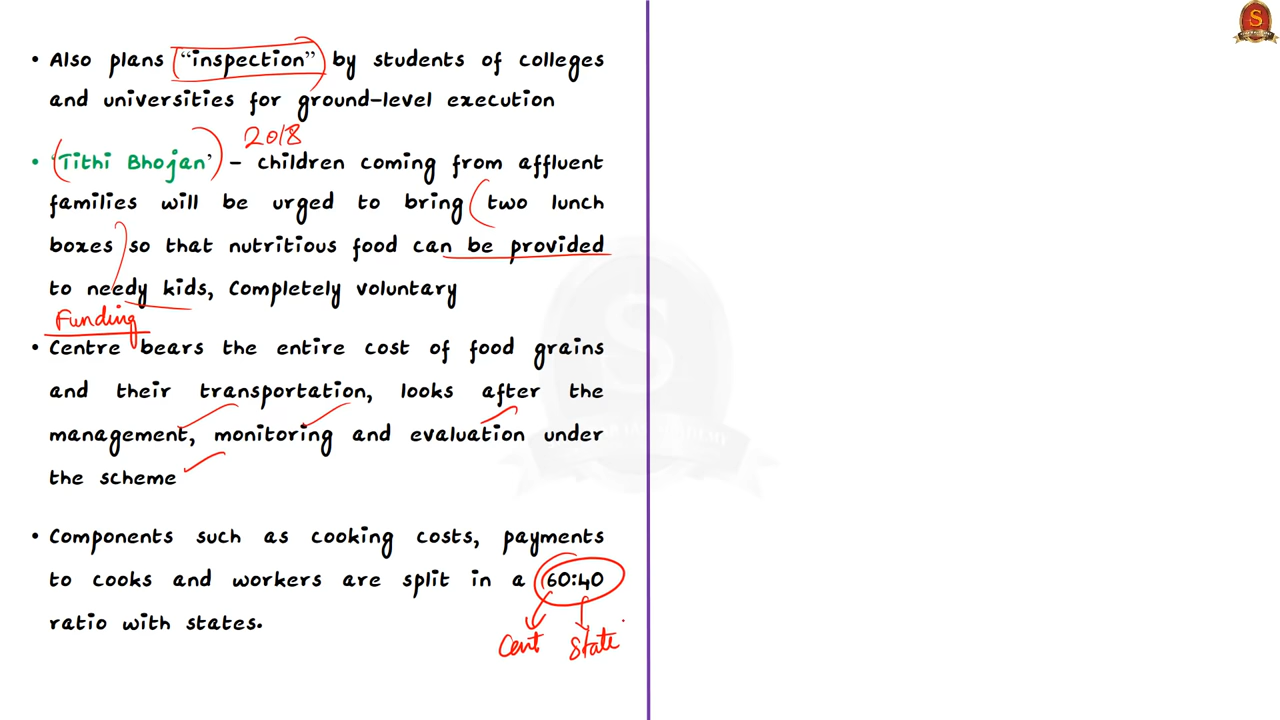 • Also plans “inspection” by students of colleges
and universities for ground-level execution
2018
• ‘Tithi Bhojan’ – children coming from affluent
families will be urged to bring two lunch
boxes so that nutritious food can be provided
to needy kids, Completely voluntary
Funding
• Centre bears the entire cost of food grains
and their transportation, looks after the
management, monitoring and evaluation under
the scheme
• Components such as cooking costs, payments
to cooks and workers are split in a 60:40
ratio with states.
Cent State